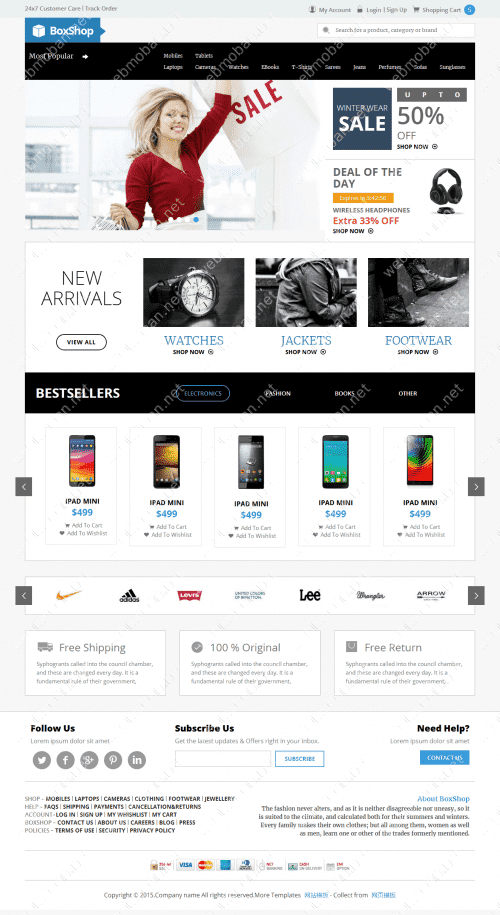 24x7 Customer Care | Track Order
My Account Login | Sign Up Shopping Cart 5
BoxShop
Search for a product, category or brand
Most Popular
Mobiles Tablets
Laptops Cameras Watches EBooks T-Shirts Sarees Jeans Perfumes Sofas Sunglasses
SALE
WINTER WEAR
SALE
UPTO
50%
OFF
SHOP NOW
DEAL OF THE
DAY
Expires by 3:42:56
WIRELESS HEADPHONES
Extra 33% OFF
SHOP NOW
NEW
ARRIVALS
VIEW ALL
WATCHES
SHOP NOW
JACKETS
SHOP NOW
FOOTWEAR
SHOP NOW
BESTSELLERS
ELECTRONICS FASHION BOOKS OTHER
IPAD MINI IPAD MINI IPAD MINI IPAD MINI IPAD MINI
$499 $499 $499 $499 $499
Add To Cart Add To Cart Add To Cart Add To Cart Add To Cart
Add To Wishlist Add To Wishlist Add To Wishlist Add To Wishlist Add To Wishlist
adidas LEVI'S UNITED COLORS OF BENETTON Lee Wrangler ARROW
Free Shipping
Syphogrants called into the council chamber,
and these are changed every day. It is a
fundamental rule of their government,
100 % Original
Syphogrants called into the council chamber,
and these are changed every day. It is a
fundamental rule of their government,
Free Return
Syphogrants called into the council chamber,
and these are changed every day. It is a
fundamental rule of their government,
Follow Us
Lorem ipsum dolor sit amet
Subscribe Us
Get the latest updates & Offers right in your inbox.
SUBSCRIBE
Need Help?
Lorem ipsum dolor sit amet
CONTACT US
SHOP - MOBILES | LAPTOPS | CAMERAS | CLOTHING | FOOTWEAR | JEWELLERY
HELP - FAQS | SHIPPING | PAYMENTS | CANCELLATION&RETURNS
ACCOUNT- LOG IN | SIGN UP | MY WHISHLIST | MY CART
BOXSHOP - CONTACT US | ABOUT US | CAREERS | BLOG | PRESS
POLICIES - TERMS OF USE | SECURITY | PRIVACY POLICY
About BoxShop
The fashion never alters, and as it is neither disagreeable nor uneasy, so it
is suited to the climate, and calculated both for their summers and winters.
Every family makes their own clothes; but all among them, women as well
as men, learn one or other of the trades formerly mentioned.
VISA
Copyright © 2015.Company name All rights reserved.More Templates 网站模板 - Collect from 网页模板